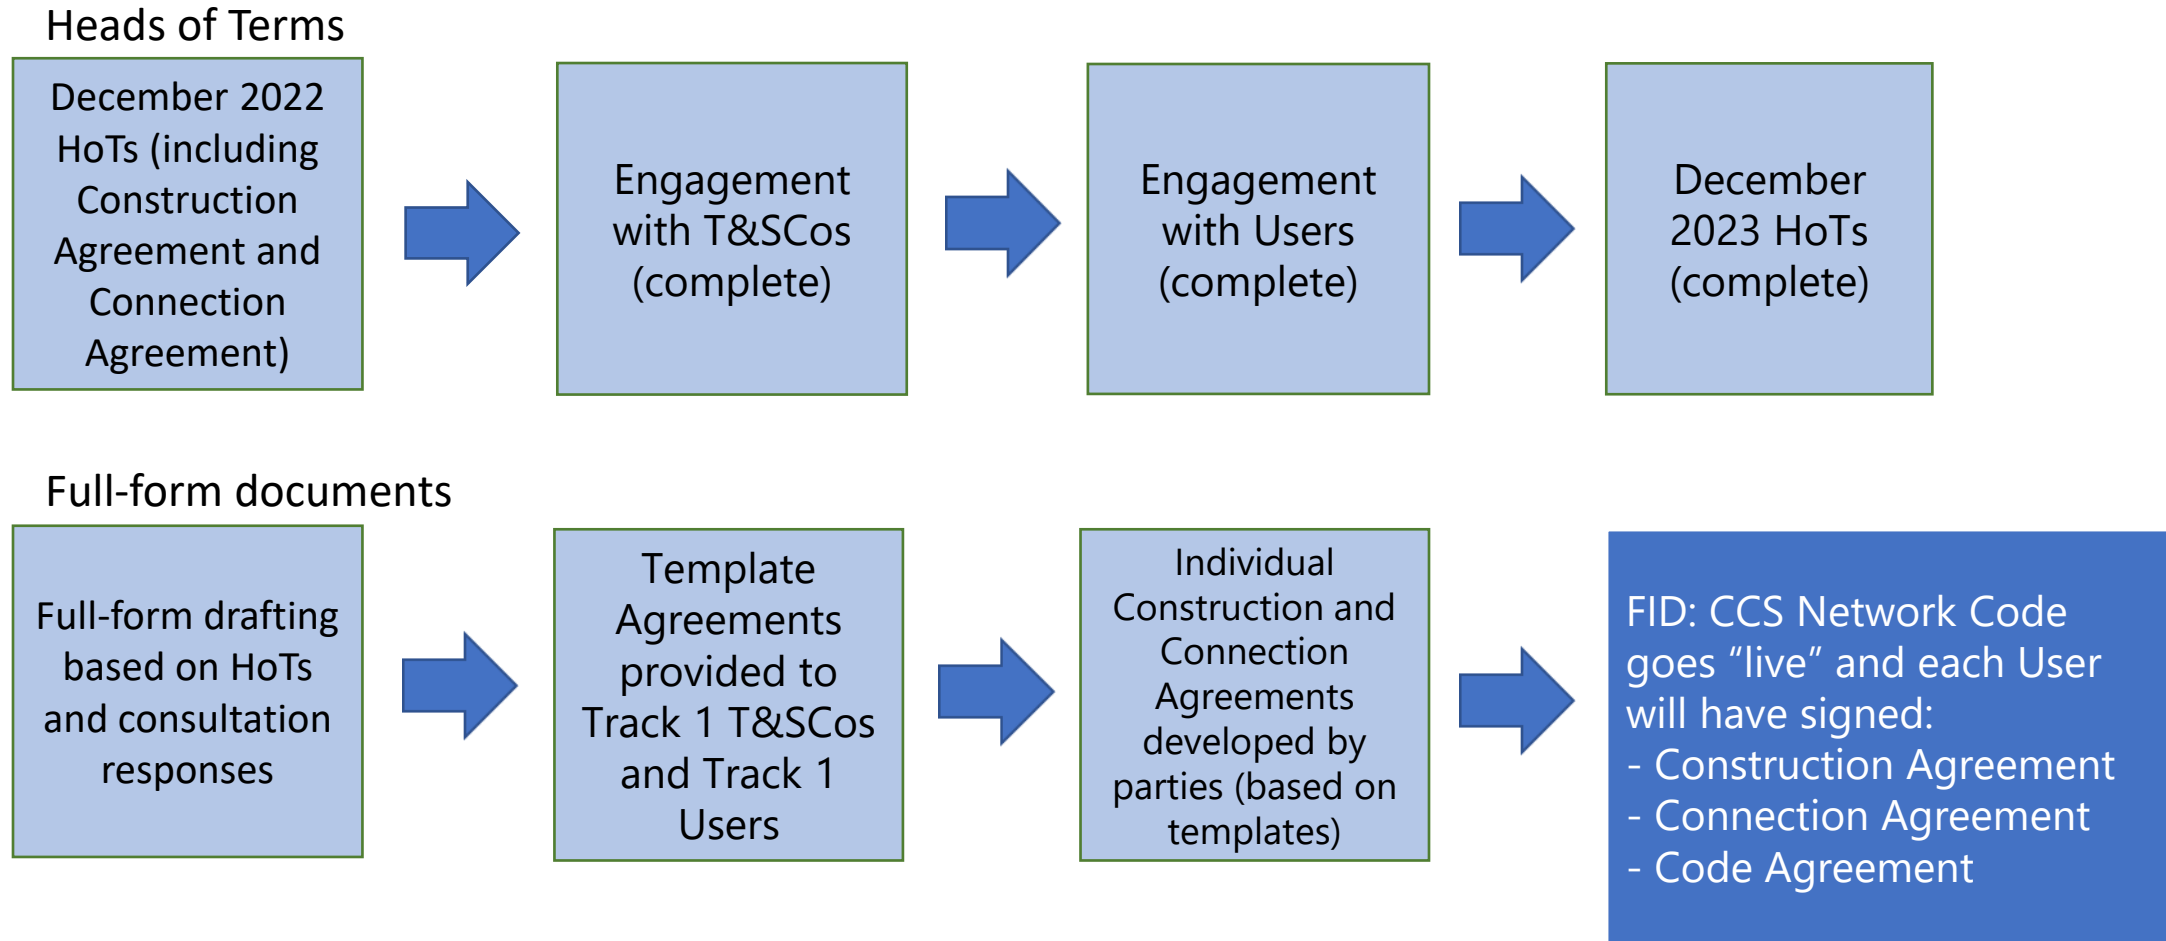 Heads of Terms
December 2022
HoTs (including
Construction
Agreement and
Connection
Agreement)
Engagement
with T&SCos
(complete)
Engagement
with Users
(complete)
December
2023 HoTs
(complete)
Full-form documents
Full-form drafting
based on HoTs
and consultation
responses
Template
Agreements
provided to
Track 1 T&SCos
and Track 1
Users
Individual
Construction and
Connection
Agreements
developed by
parties (based on
templates)
FID: CCS Network Code
goes “live” and each User
will have signed:
- Construction Agreement
- Connection Agreement
- Code Agreement